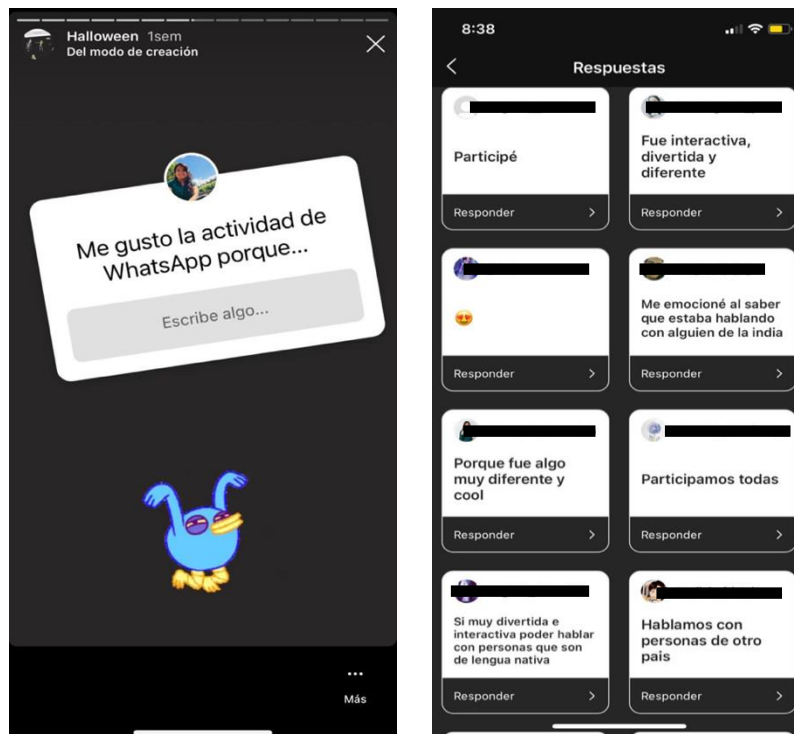 Halloween 1sem
Del modo de creación
Me gusto la actividad de
WhatsApp porque...
Escribe algo...
Más
8:38
Respuestas
Participé
Responder
Fue interactiva,
divertida y
diferente
Responder
😍
Responder
Me emocioné al saber
que estaba hablando
con alguien de la india
Responder
Porque fue algo
muy diferente y
cool
Responder
Participamos todas
Responder
Si muy divertida e
interactiva poder hablar
con personas que son
de lengua nativa
Responder
Hablamos con
personas de otro
pais
Responder